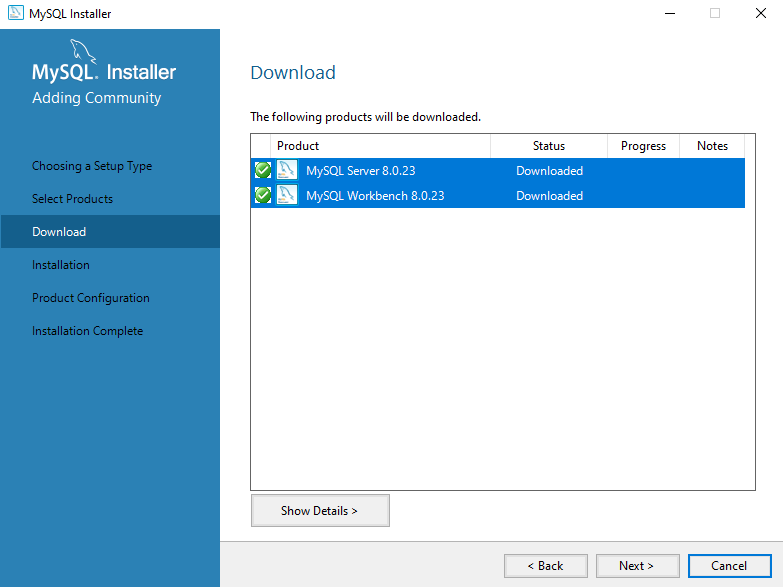 MySQL Installer
MySQL. Installer
Adding Community
Choosing a Setup Type
Select Products
Download
Installation
Product Configuration
Installation Complete
Download
The following products will be downloaded.
Product Status Progress Notes
MySQL Server 8.0.23 Downloaded
MySQL Workbench 8.0.23 Downloaded
Show Details >
< Back Next > Cancel